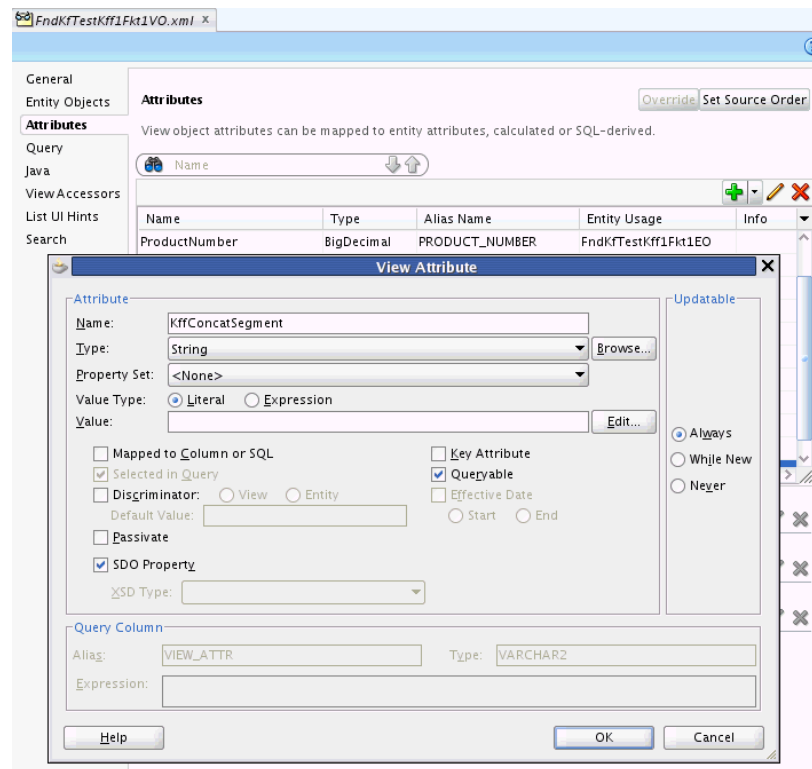 FndKfTestKff1Fkt1VO.xml x
General
Entity Objects
Attributes
Query
Java
View Accessors
List UI Hints
Search
Attributes
Override Set Source Order
View object attributes can be mapped to entity attributes, calculated or SQL-derived.
Name
Name Type Alias Name Entity Usage Info
ProductNumber BigDecimal PRODUCT_NUMBER FndKfTestKff1Fkt1EO
View Attribute
Attribute
Name: KffConcatSegment
Type: String Browse...
Property Set: <None>
Value Type: Literal Expression
Value: Edit...
Mapped to Column or SQL Key Attribute
Selected in Query Queryable
Discriminator: View Entity Effective Date
Default Value: Start End
Passivate
SDO Property
XSD Type:
Updatable
Always
While New
Never
Query Column
Alias: VIEW_ATTR Type: VARCHAR2
Expression:
Help OK Cancel